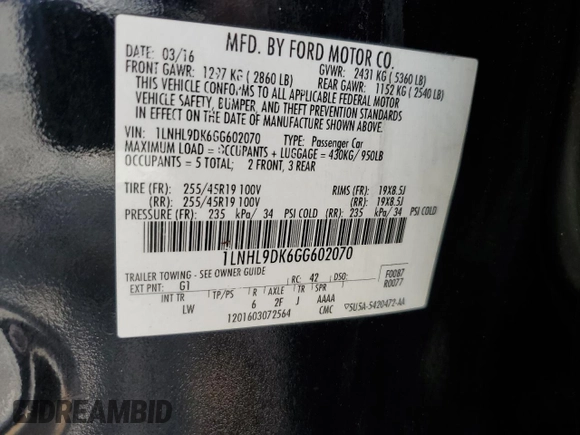 MFD. BY FORD MOTOR CO.
DATE: 03/16 GVWR: 2431 KG ( 5360 LB)
FRONT GAWR: 1297 KG ( 2860 LB) REAR GAWR: 1152 KG ( 2540 LB)
THIS VEHICLE CONFORMS TO ALL APPLICABLE FEDERAL MOTOR
VEHICLE SAFETY, BUMPER, AND THEFT PREVENTION STANDARDS
IN EFFECT ON THE DATE OF MANUFACTURE SHOWN ABOVE.
VIN: 1LNHL9DK6GG602070 TYPE: Passenger Car
MAXIMUM LOAD = OCCUPANTS + LUGGAGE = 430KG/ 950LB
OCCUPANTS = 5 TOTAL; 2 FRONT, 3 REAR
TIRE (FR): 255/45R19 100V RIMS (FR): 19X8.5J
(RR): 255/45R19 100V (RR): 19X8.5J
PRESSURE (FR): 235 kPa/ 34 PSI COLD (RR): 235 kPa/ 34 PSI COLD
1LNHL9DK6GG602070
TRAILER TOWING - SEE OWNER GUIDE
EXT PNT: G1 RC: 42 DSO: F0087
R0077
INT TR TP/PS R AXLE TR SPR
LW 6 2F J AAAA
1201603072564 CMC 5U5A-5420472-AA
DREAMBID